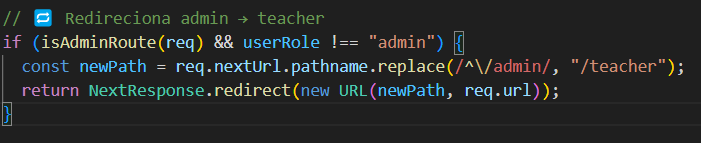 // 🔁 Redireciona admin → teacher
if (isAdminRoute(req) && userRole !== "admin") {
  const newPath = req.nextUrl.pathname.replace(/^\/admin/, "/teacher");
  return NextResponse.redirect(new URL(newPath, req.url));
}